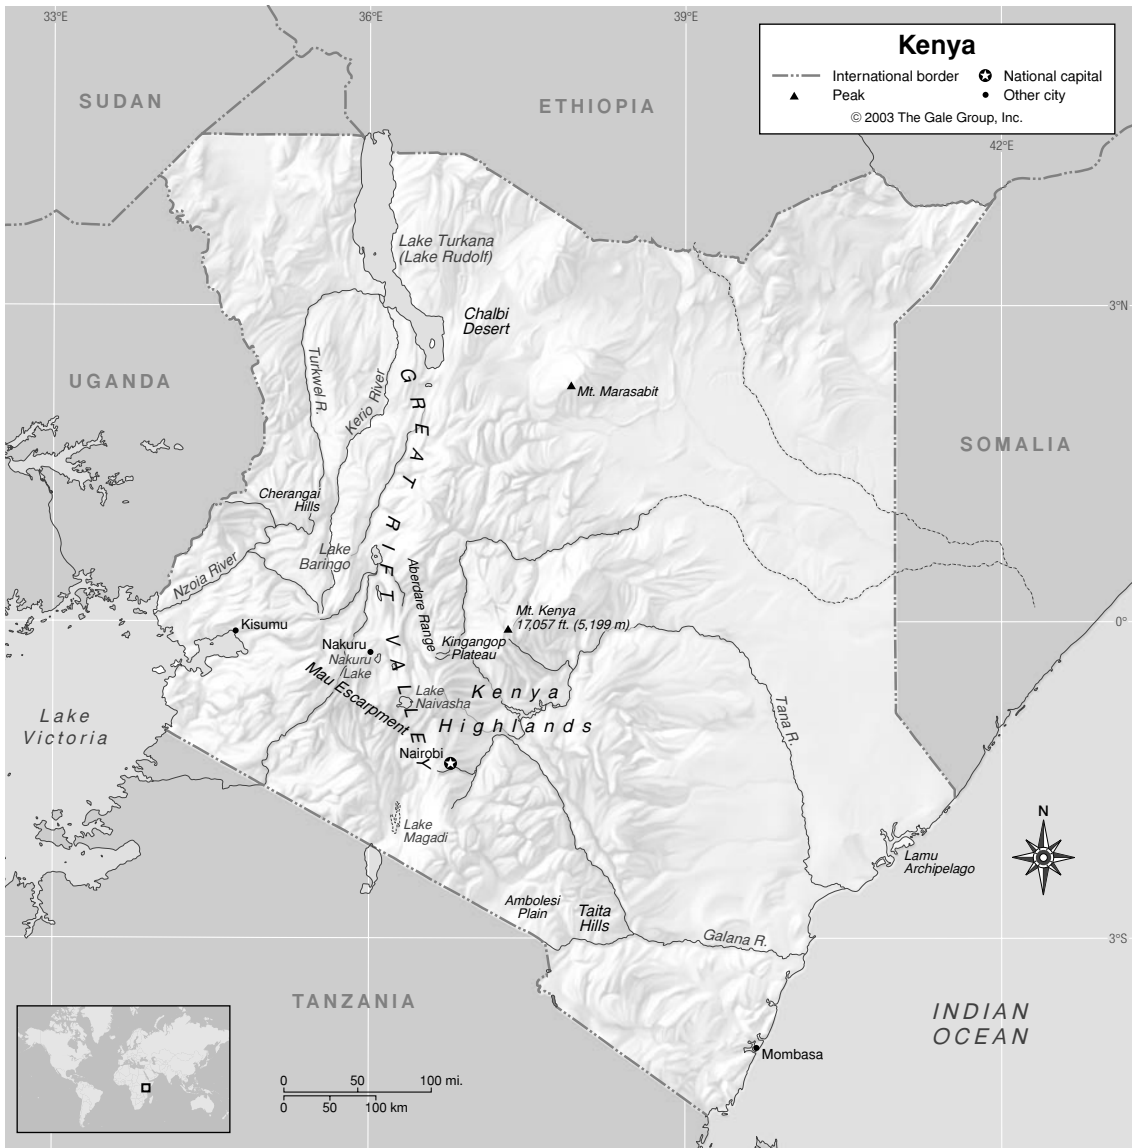 33°E
36°E
39°E
Kenya
International border
National capital
Peak
Other city
© 2003 The Gale Group, Inc.
42°E
SUDAN
ETHIOPIA
Lake Turkana
(Lake Rudolf)
3°N
Chalbi
Desert
UGANDA
Turkwel R.
Kerio River
Mt. Marasabit
GREAT RIFT VALLEY
SOMALIA
Cherangai
Hills
Lake
Baringo
Nzoia River
Aberdare Range
Mt. Kenya
17,057 ft. (5,199 m)
0°
Kisumu
Nakuru
Nakuru
Lake
Kingangop
Plateau
Mau Escarpment
Lake
Naivasha
Kenya
Highlands
Tana R.
Lake
Victoria
Nairobi
Lake
Magadi
N
Lamu
Archipelago
Ambolesi
Plain
Taita
Hills
Galana R.
3°S
TANZANIA
INDIAN
OCEAN
Mombasa
0 50 100 mi.
0 50 100 km